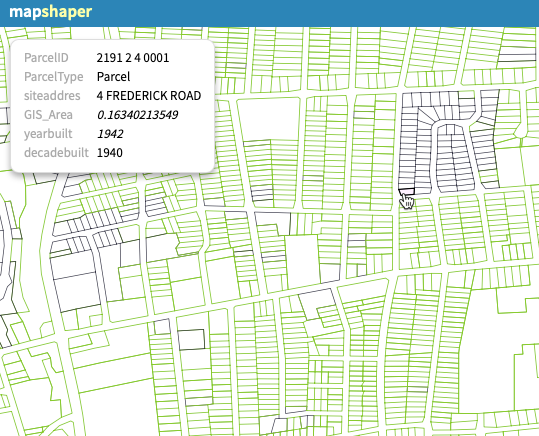 mapshaper
ParcelID 2191 2 4 0001
ParcelType Parcel
siteaddres 4 FREDERICK ROAD
GIS_Area 0.16340213549
yearbuilt 1942
decadebuilt 1940